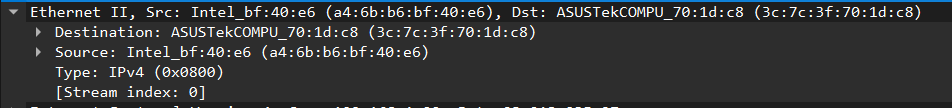 Ethernet II, Src: Intel_bf:40:e6 (a4:6b:b6:bf:40:e6), Dst: ASUSTekCOMPU_70:1d:c8 (3c:7c:3f:70:1d:c8)
Destination: ASUSTekCOMPU_70:1d:c8 (3c:7c:3f:70:1d:c8)
Source: Intel_bf:40:e6 (a4:6b:b6:bf:40:e6)
Type: IPv4 (0x0800)
[Stream index: 0]